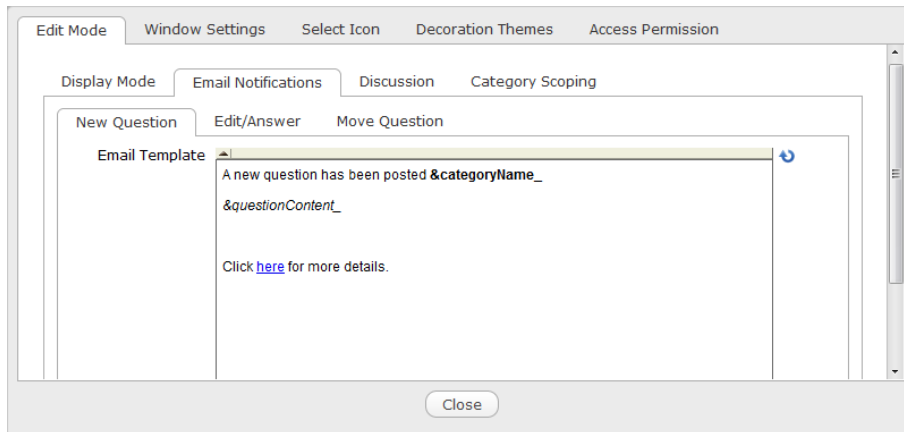 Edit Mode Window Settings Select Icon Decoration Themes Access Permission
Display Mode Email Notifications Discussion Category Scoping
New Question Edit/Answer Move Question
Email Template
A new question has been posted &categoryName_
&questionContent_
Click here for more details.
Close